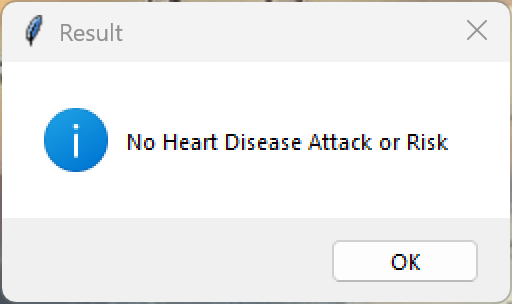 Result
No Heart Disease Attack or Risk
OK